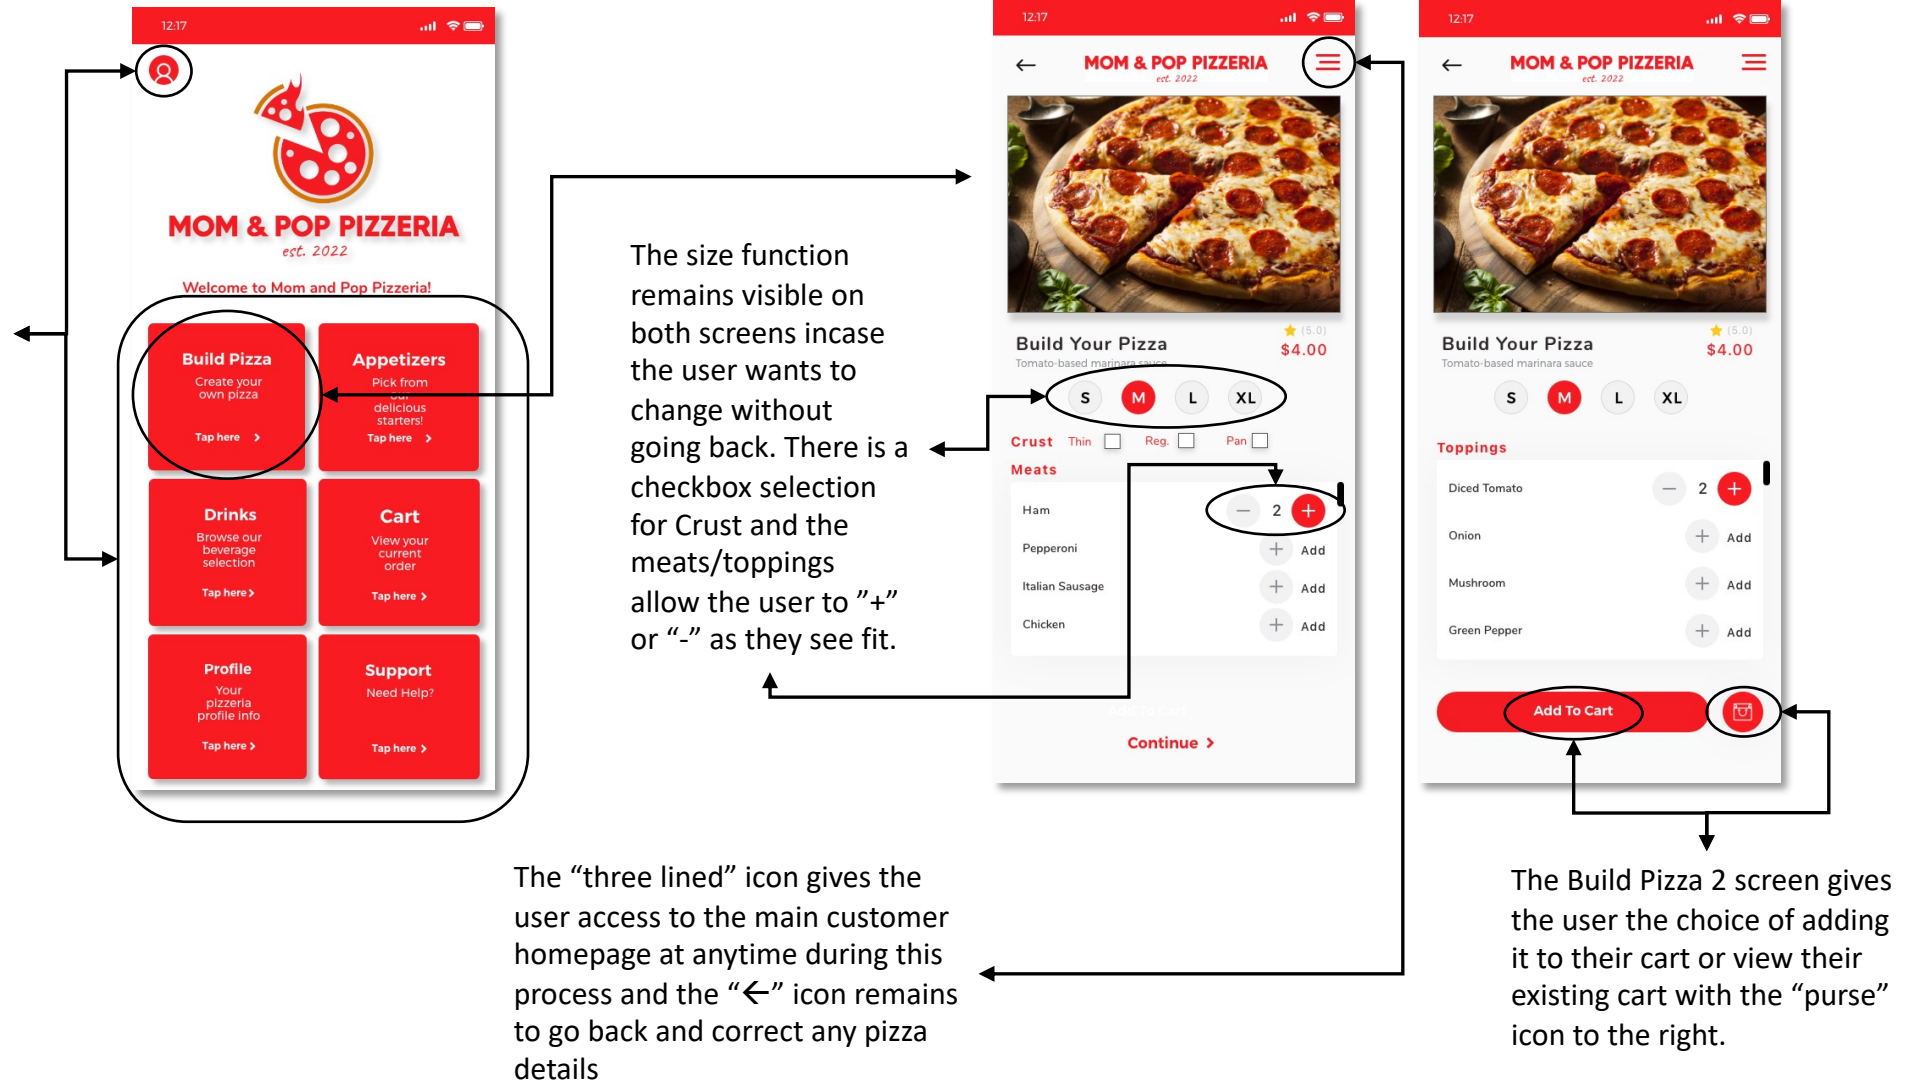 12:17
MOM & POP PIZZERIA
est. 2022
Welcome to Mom and Pop Pizzeria!
Build Pizza
Create your
own pizza
Tap here >
Appetizers
Pick from
our
delicious
starters!
Tap here >
Drinks
Browse our
beverage
selection
Tap here >
Cart
View your
current
order
Tap here >
Profile
Your
pizzeria
profile info
Tap here >
Support
Need Help?
Tap here >
The size function
remains visible on
both screens incase
the user wants to
change without
going back. There is a
checkbox selection
for Crust and the
meats/toppings
allow the user to ”+”
or “-” as they see fit.
The “three lined” icon gives the
user access to the main customer
homepage at anytime during this
process and the “←” icon remains
to go back and correct any pizza
details
12:17
MOM & POP PIZZERIA
est. 2022
(5.0)
Build Your Pizza
$4.00
Tomato-based marinara sauce
S M L XL
Crust Thin Reg. Pan
Meats
Ham − 2 +
Pepperoni + Add
Italian Sausage + Add
Chicken + Add
Add To Cart
Continue >
12:17
MOM & POP PIZZERIA
est. 2022
(5.0)
Build Your Pizza
$4.00
Tomato-based marinara sauce
S M L XL
Toppings
Diced Tomato − 2 +
Onion + Add
Mushroom + Add
Green Pepper + Add
Add To Cart
The Build Pizza 2 screen gives
the user the choice of adding
it to their cart or view their
existing cart with the “purse”
icon to the right.